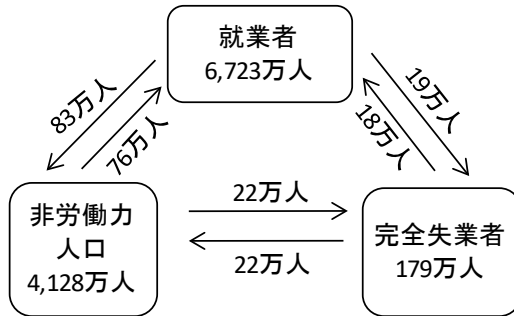 就業者
6,723万人
83万人
76万人
19万人
18万人
非労働力
人口
4,128万人
22万人
22万人
完全失業者
179万人